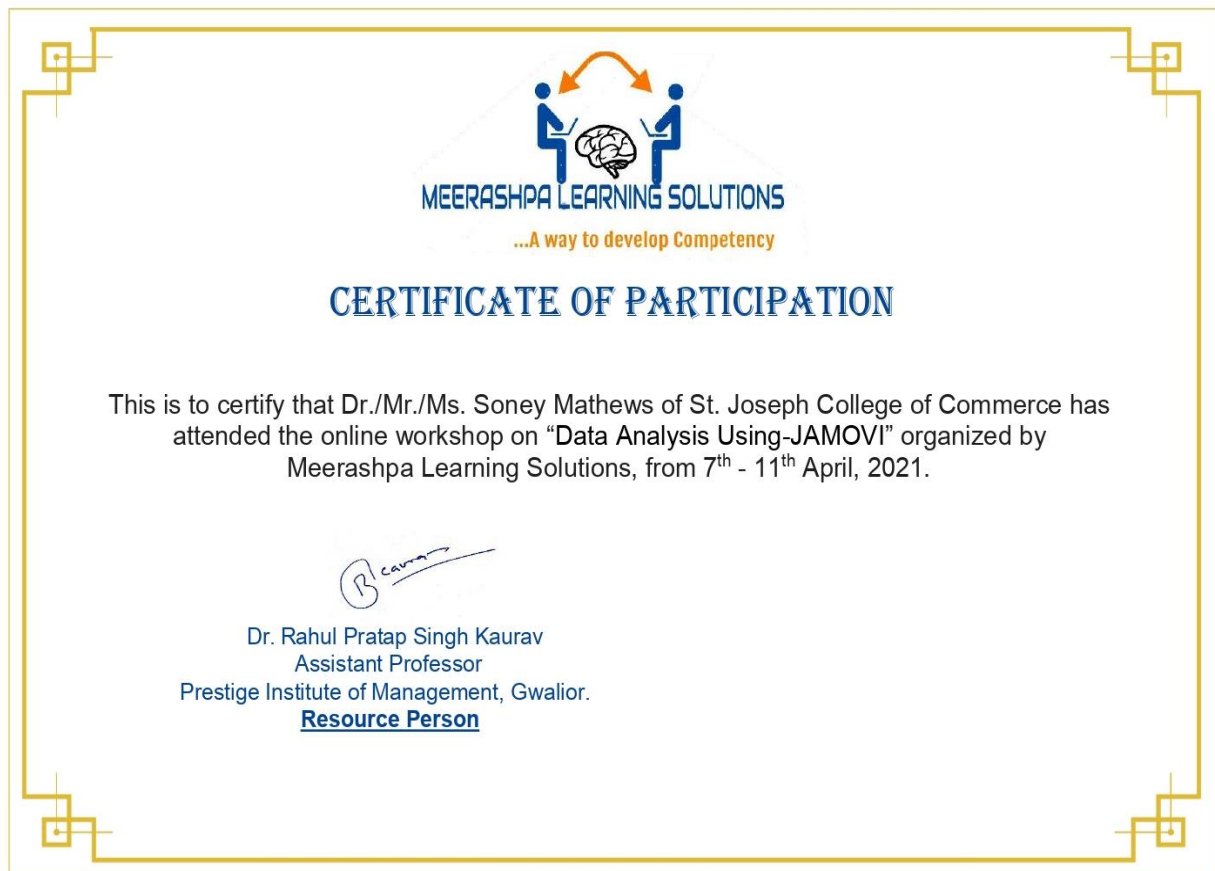 MEERASHPA LEARNING SOLUTIONS
...A way to develop Competency
CERTIFICATE OF PARTICIPATION
This is to certify that Dr./Mr./Ms. Soney Mathews of St. Joseph College of Commerce has
attended the online workshop on “Data Analysis Using-JAMOVI” organized by
Meerashpa Learning Solutions, from 7th - 11th April, 2021.
Dr. Rahul Pratap Singh Kaurav
Assistant Professor
Prestige Institute of Management, Gwalior.
Resource Person